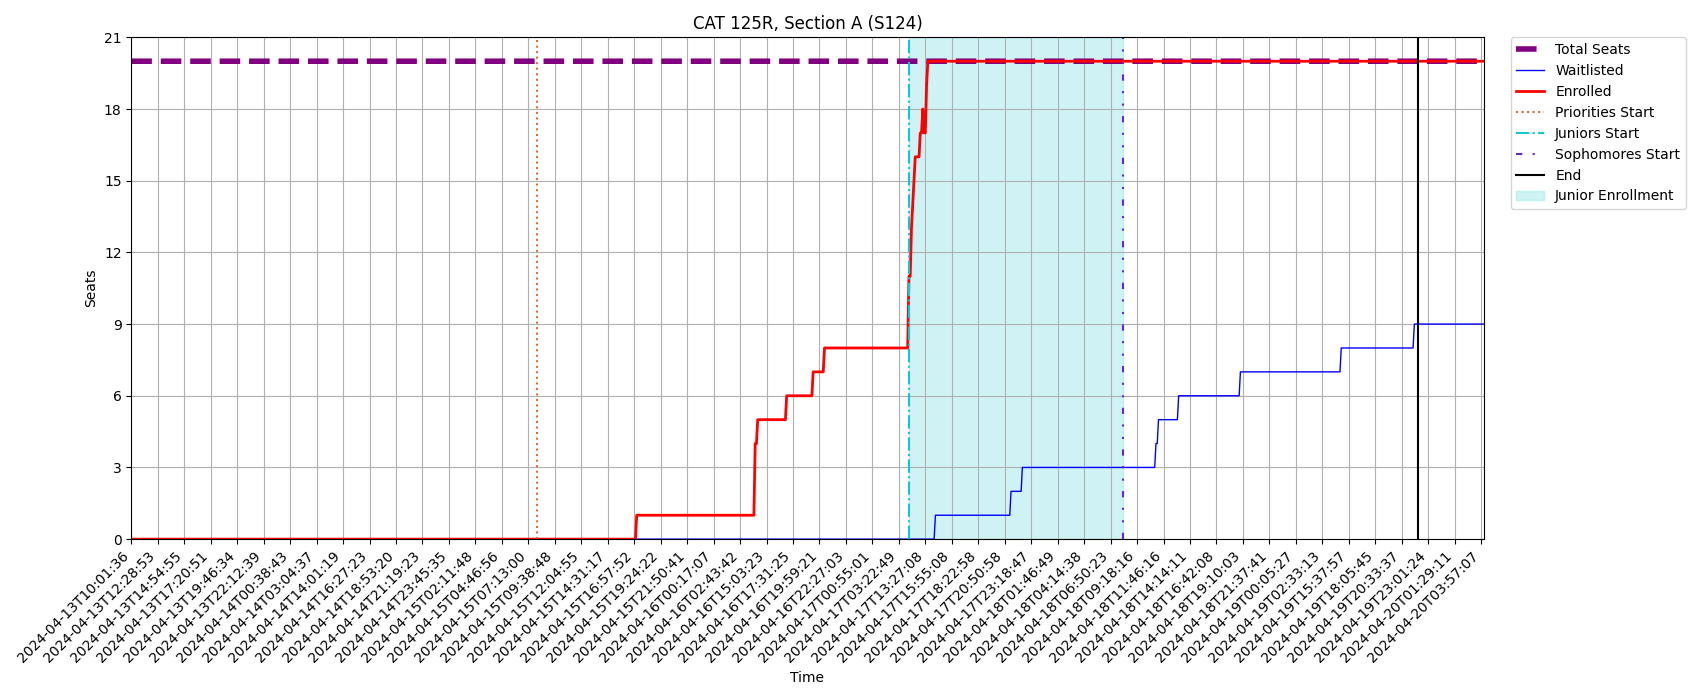 CAT 125R, Section A (S124)
21
18
15
12
9
6
3
0
Seats
2024-04-13T10:01:36
2024-04-13T12:28:53
2024-04-13T14:54:55
2024-04-13T17:20:51
2024-04-13T19:46:34
2024-04-13T22:12:39
2024-04-14T00:38:43
2024-04-14T03:04:37
2024-04-14T14:01:19
2024-04-14T16:27:23
2024-04-14T18:53:20
2024-04-14T21:19:23
2024-04-14T23:45:35
2024-04-15T02:11:48
2024-04-15T04:46:56
2024-04-15T07:13:00
2024-04-15T09:38:48
2024-04-15T12:04:55
2024-04-15T14:31:17
2024-04-15T16:57:52
2024-04-15T19:24:22
2024-04-15T21:50:41
2024-04-16T00:17:07
2024-04-16T02:43:42
2024-04-16T15:03:23
2024-04-16T17:31:25
2024-04-16T19:59:21
2024-04-16T22:27:03
2024-04-17T00:55:01
2024-04-17T03:22:49
2024-04-17T13:27:08
2024-04-17T15:55:08
2024-04-17T18:22:58
2024-04-17T20:50:58
2024-04-17T23:18:47
2024-04-18T01:46:49
2024-04-18T04:14:38
2024-04-18T06:50:23
2024-04-18T09:18:16
2024-04-18T11:46:16
2024-04-18T14:14:11
2024-04-18T16:42:08
2024-04-18T19:10:03
2024-04-18T21:37:41
2024-04-19T00:05:27
2024-04-19T02:33:13
2024-04-19T15:37:57
2024-04-19T18:05:45
2024-04-19T20:33:37
2024-04-19T23:01:24
2024-04-20T01:29:11
2024-04-20T03:57:07
Time
Total Seats
Waitlisted
Enrolled
Priorities Start
Juniors Start
Sophomores Start
End
Junior Enrollment